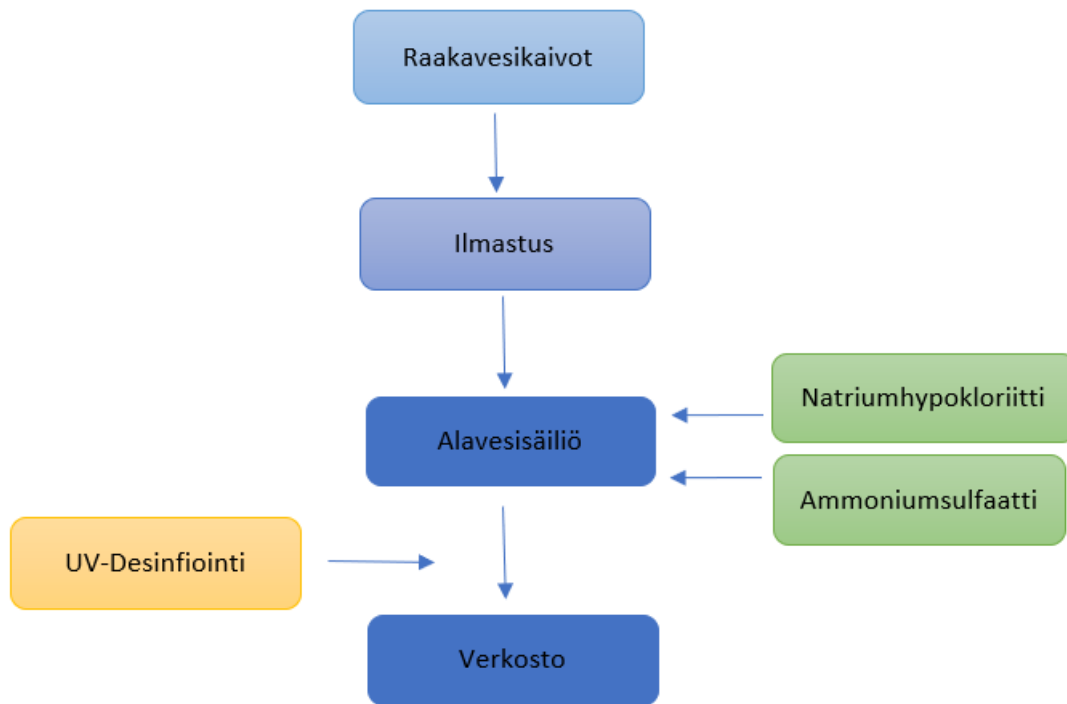 Raakavesikaivot
Ilmastus
Natriumhypokloriitti
Alavesisäiliö
Ammoniumsulfaatti
UV-Desinfiointi
Verkosto